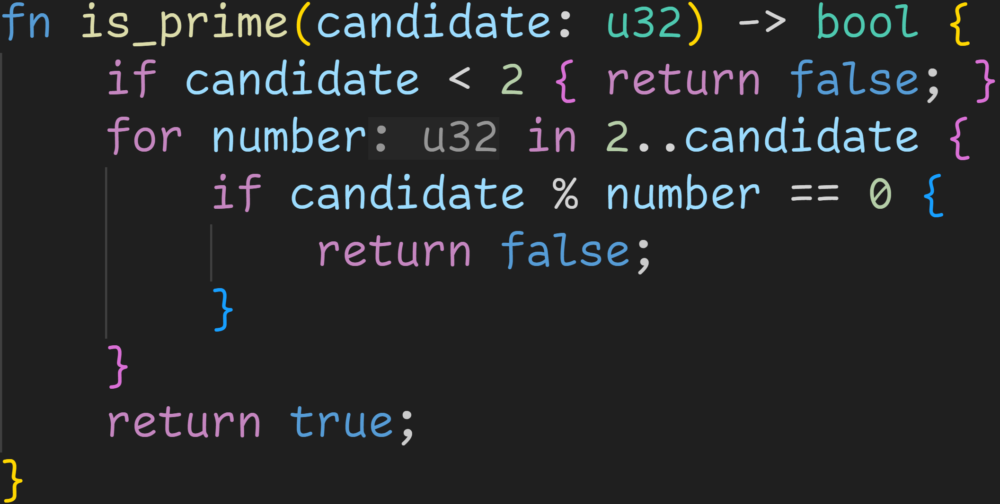 fn is_prime(candidate: u32) -> bool {
    if candidate < 2 { return false; }
    for number: u32 in 2..candidate {
        if candidate % number == 0 {
            return false;
        }
    }
    return true;
}